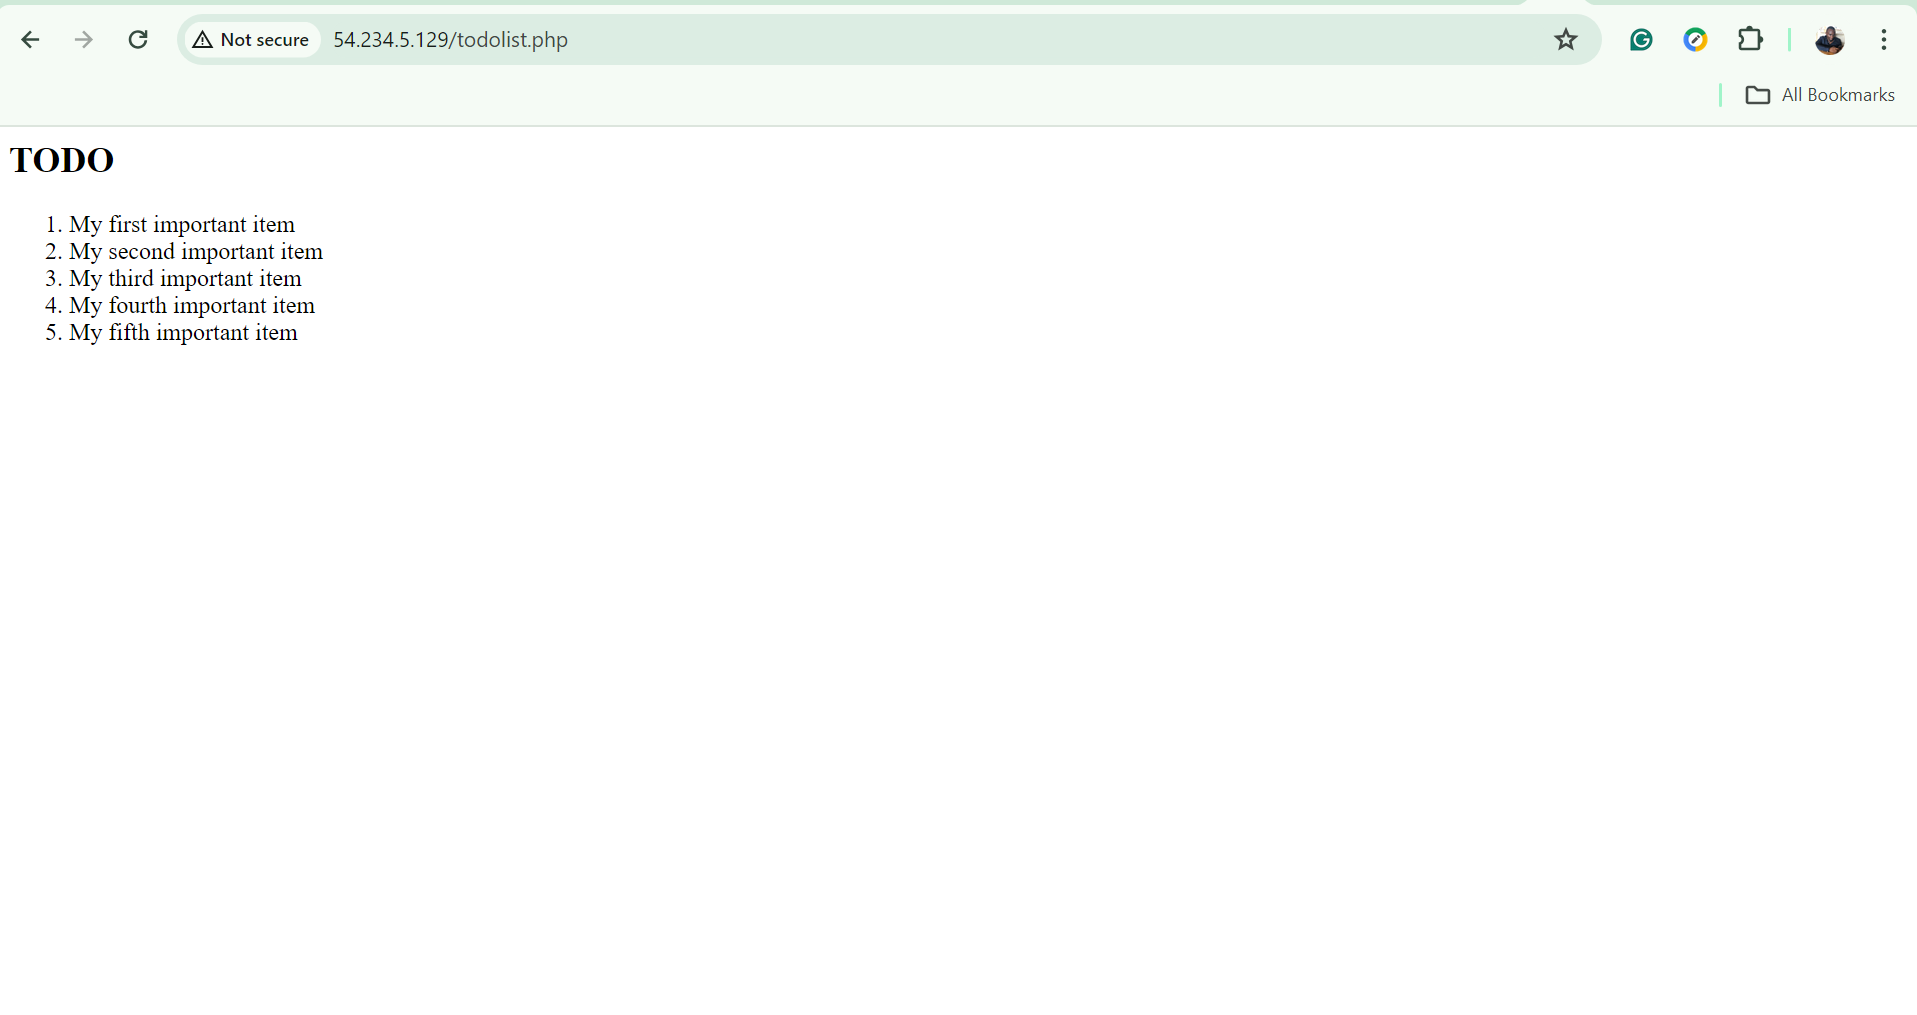 Not secure 54.234.5.129/todolist.php
All Bookmarks
TODO
1. My first important item
2. My second important item
3. My third important item
4. My fourth important item
5. My fifth important item